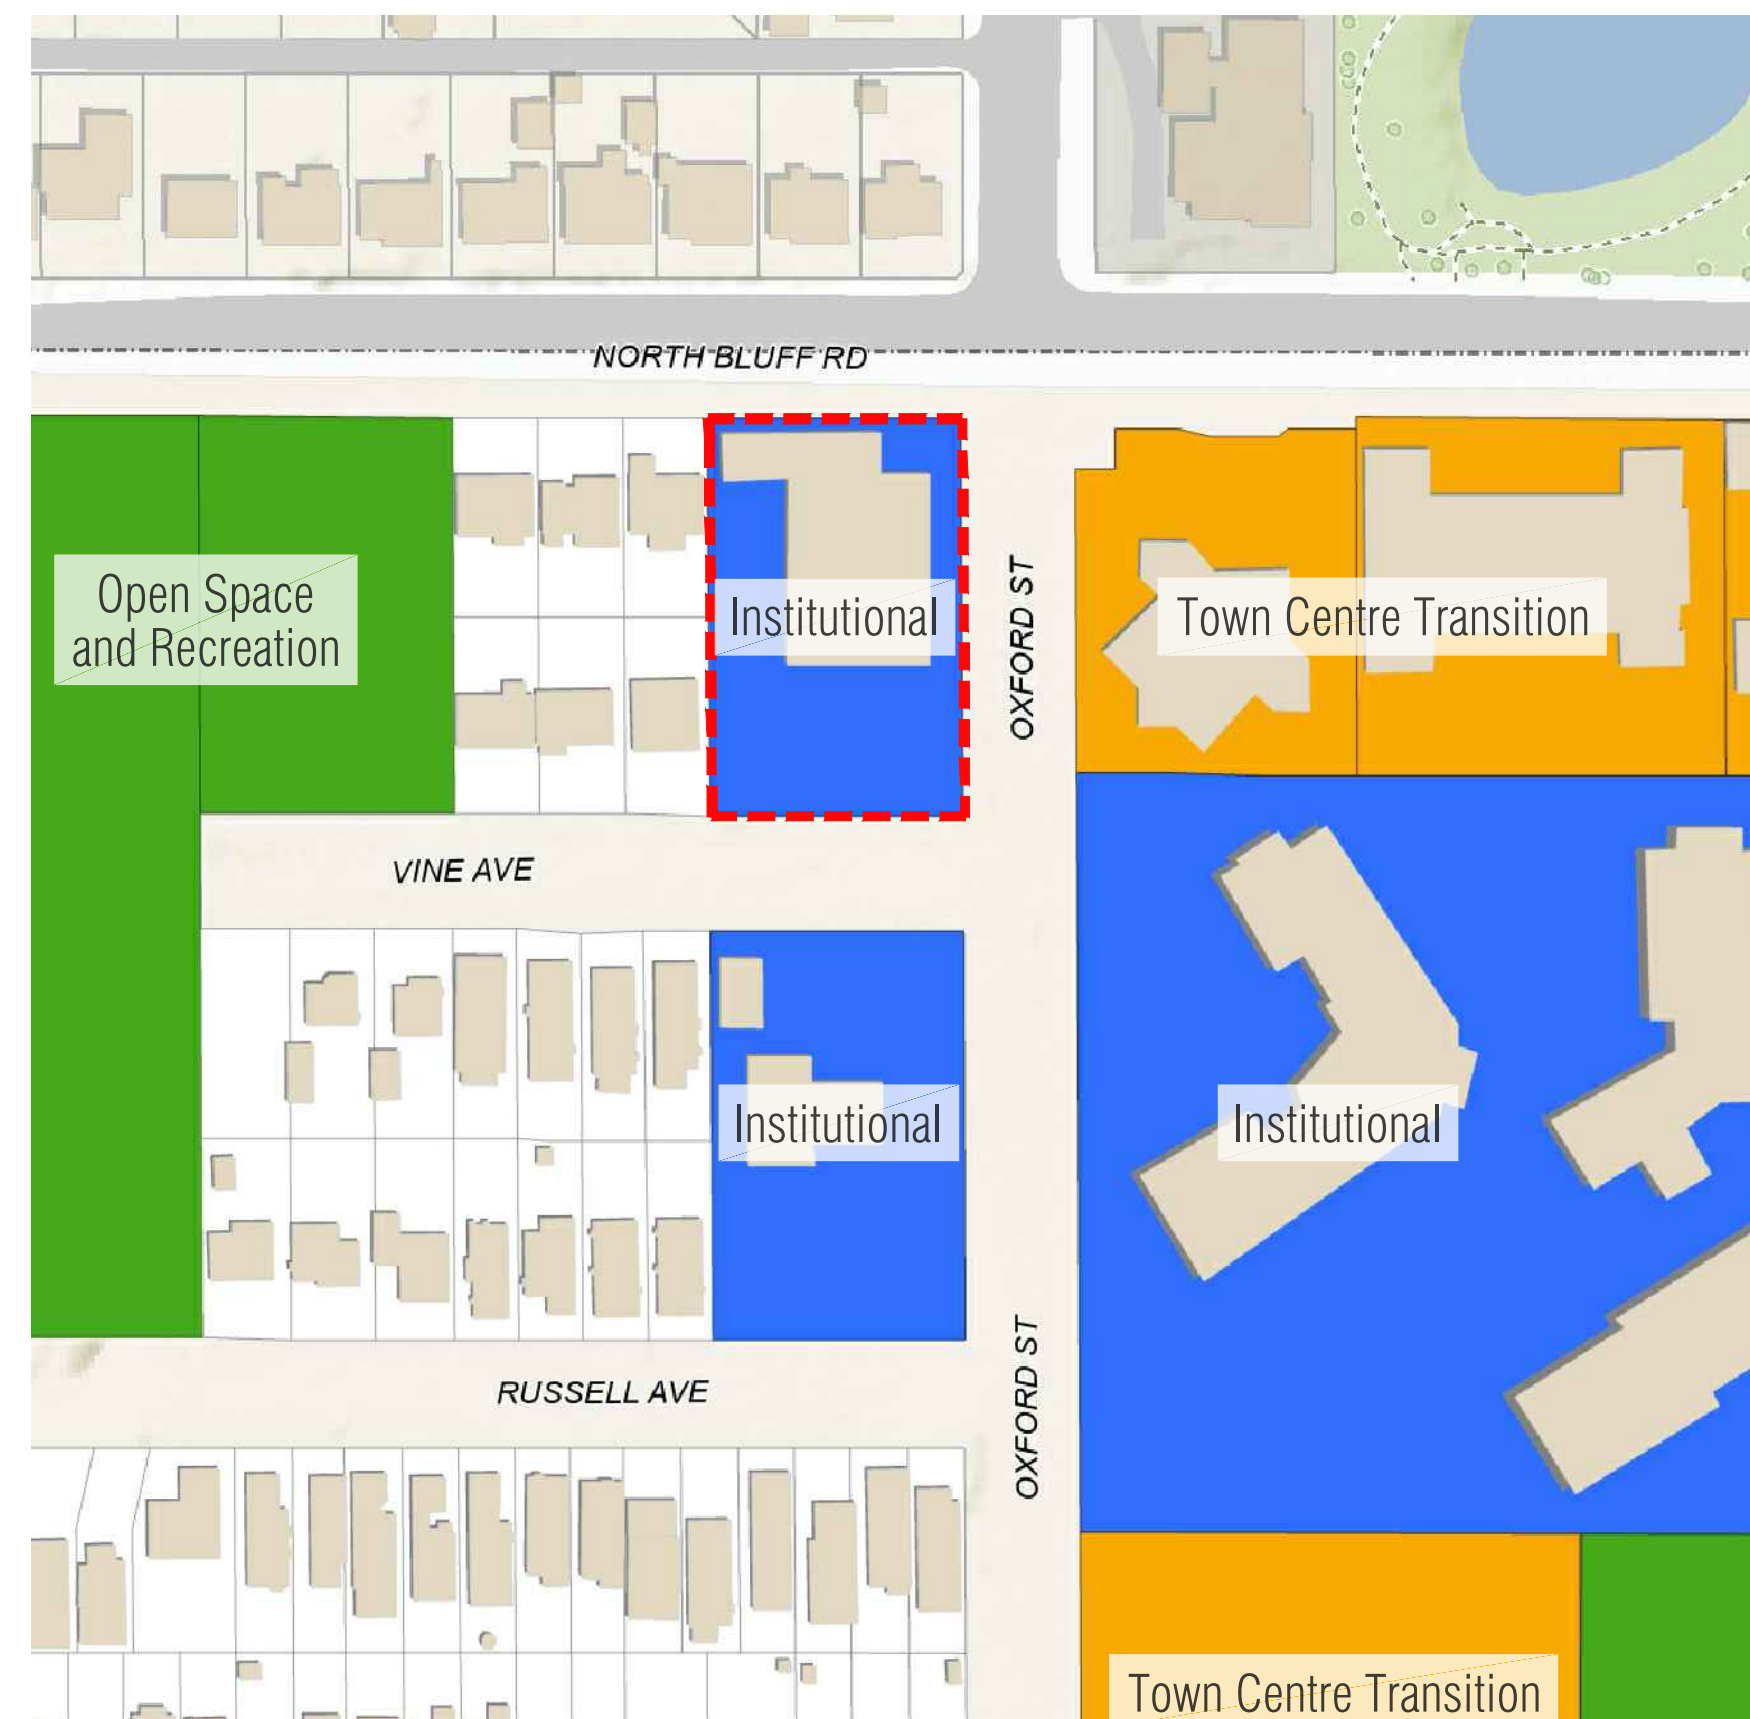 NORTH BLUFF RD
Open Space
and Recreation
Institutional
OXFORD ST
Town Centre Transition
VINE AVE
Institutional
Institutional
RUSSELL AVE
OXFORD ST
Town Centre Transition